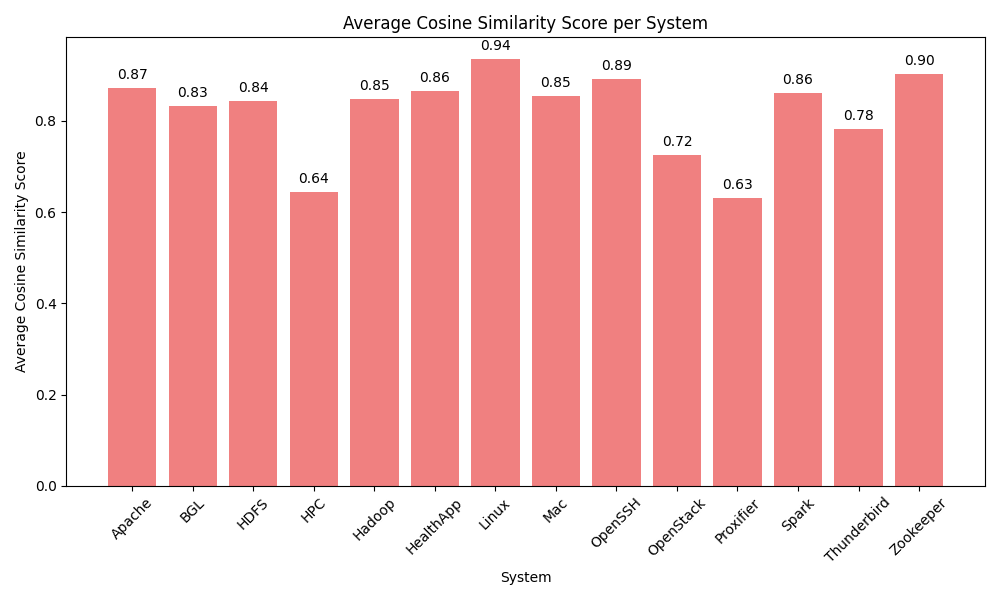 Average Cosine Similarity Score per System
Average Cosine Similarity Score
0.8
0.6
0.4
0.2
0.0
0.87
0.83
0.84
0.64
0.85
0.86
0.94
0.85
0.89
0.72
0.63
0.86
0.78
0.90
Apache
BGL
HDFS
HPC
Hadoop
HealthApp
Linux
Mac
OpenSSH
OpenStack
Proxifier
Spark
Thunderbird
Zookeeper
System